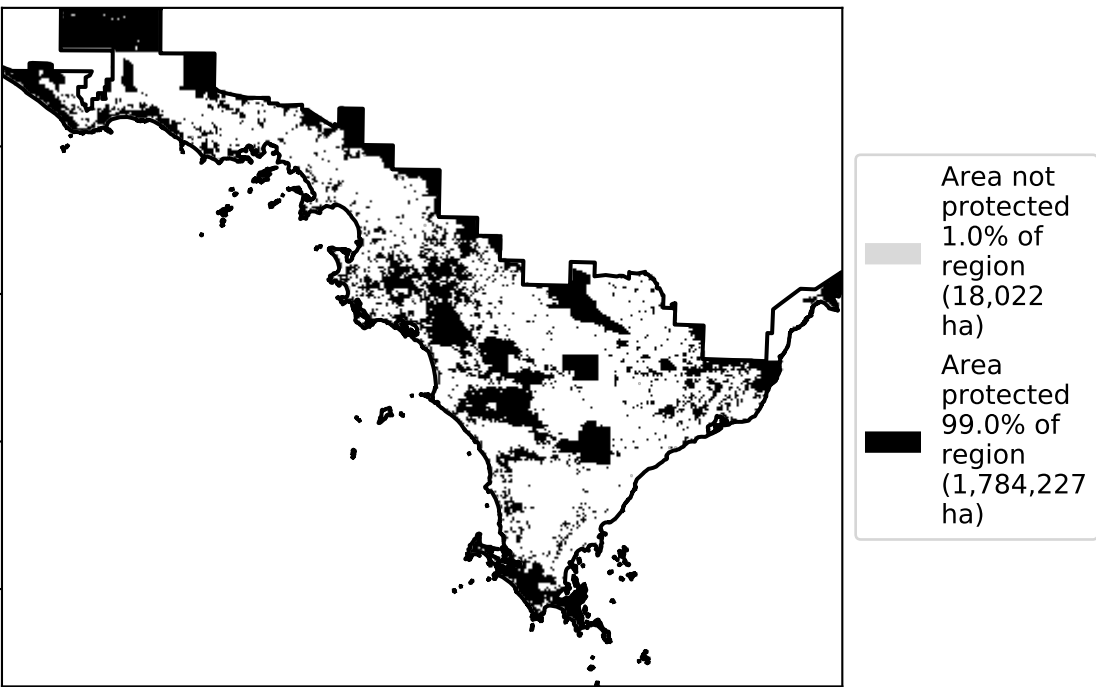 Area not
protected
1.0% of
region
(18,022
ha)
Area
protected
99.0% of
region
(1,784,227
ha)